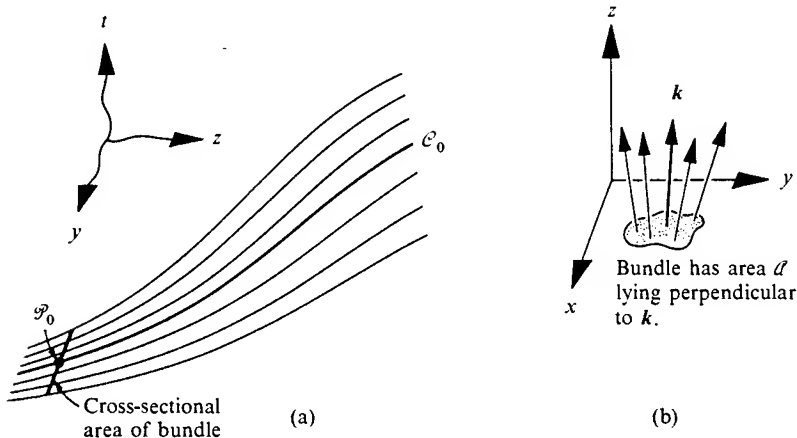 t
z
y
𝒞₀
𝒫₀
Cross-sectional
area of bundle
(a)
z
k
y
x
Bundle has area 𝒜
lying perpendicular
to k.
(b)